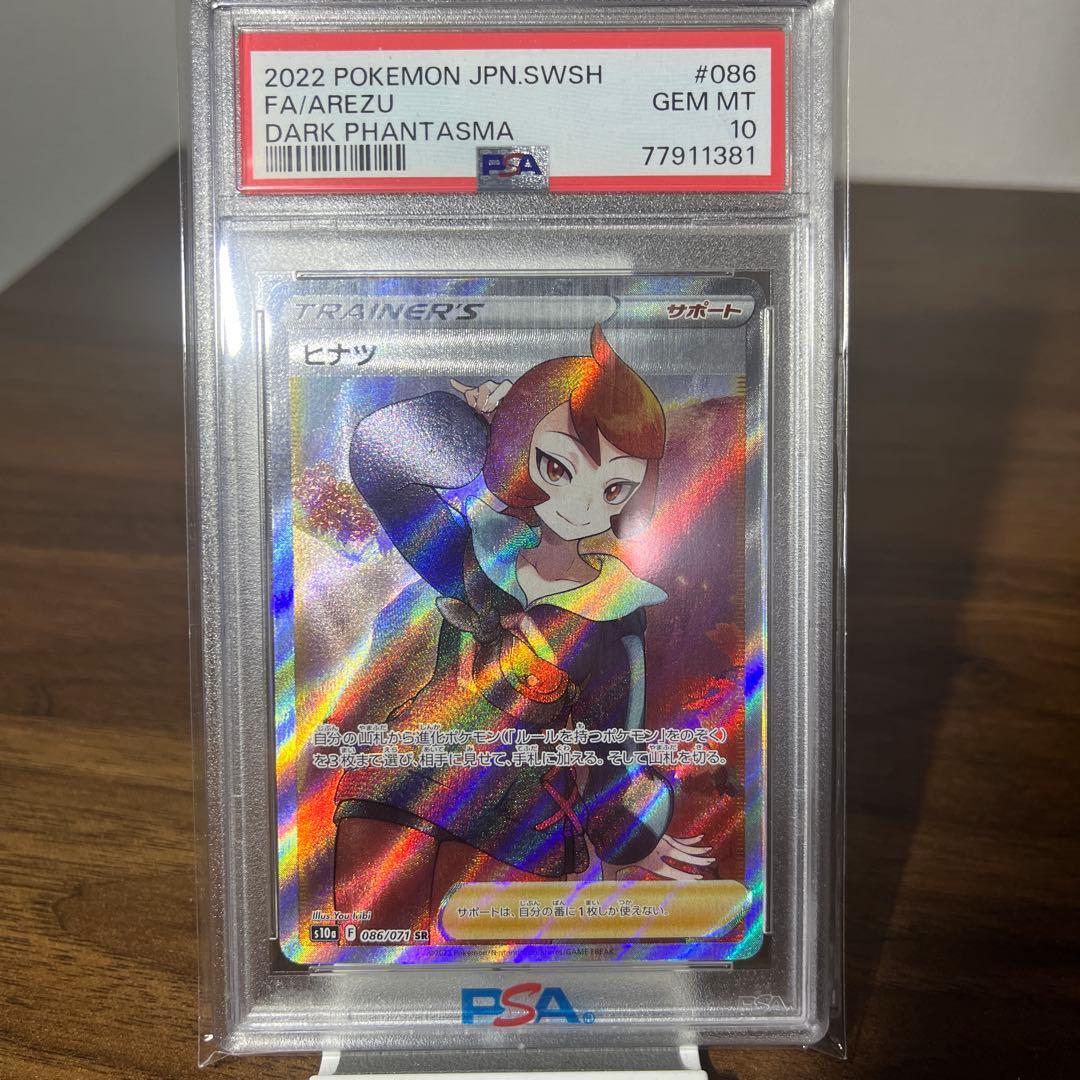 2022 POKEMON JPN.SWSH #086
FA/AREZU GEM MT
DARK PHANTASMA 10
PSA 77911381
TRAINER'S サポート
ヒナツ
自分の山札から進化ポケモン(「ルールを持つポケモン」をのぞく)
を3枚まで選び、相手に見せて、手札に加える。そして山札を切る。
サポートは、自分の番に1枚しか使えない。
Illus. You Iribi
s10a F 086/071 SR
PSA
PSA